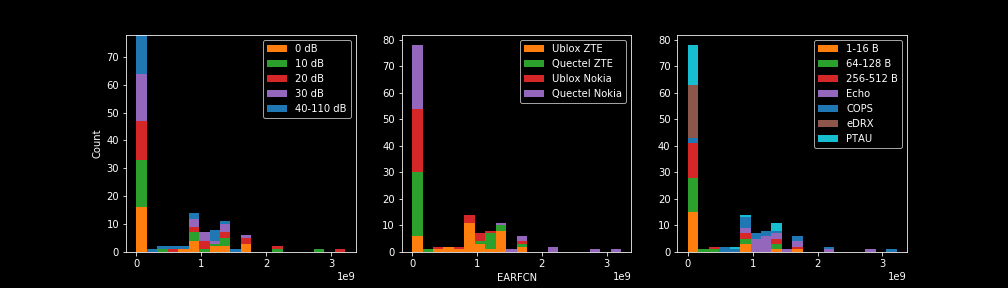 0 dB
10 dB
20 dB
30 dB
40-110 dB
70
60
50
40
30
20
10
0
Count
0 1 2 3
1e9
Ublox ZTE
Quectel ZTE
Ublox Nokia
Quectel Nokia
80
70
60
50
40
30
20
10
0
0 1 2 3
1e9
EARFCN
1-16 B
64-128 B
256-512 B
Echo
COPS
eDRX
PTAU
80
70
60
50
40
30
20
10
0
0 1 2 3
1e9